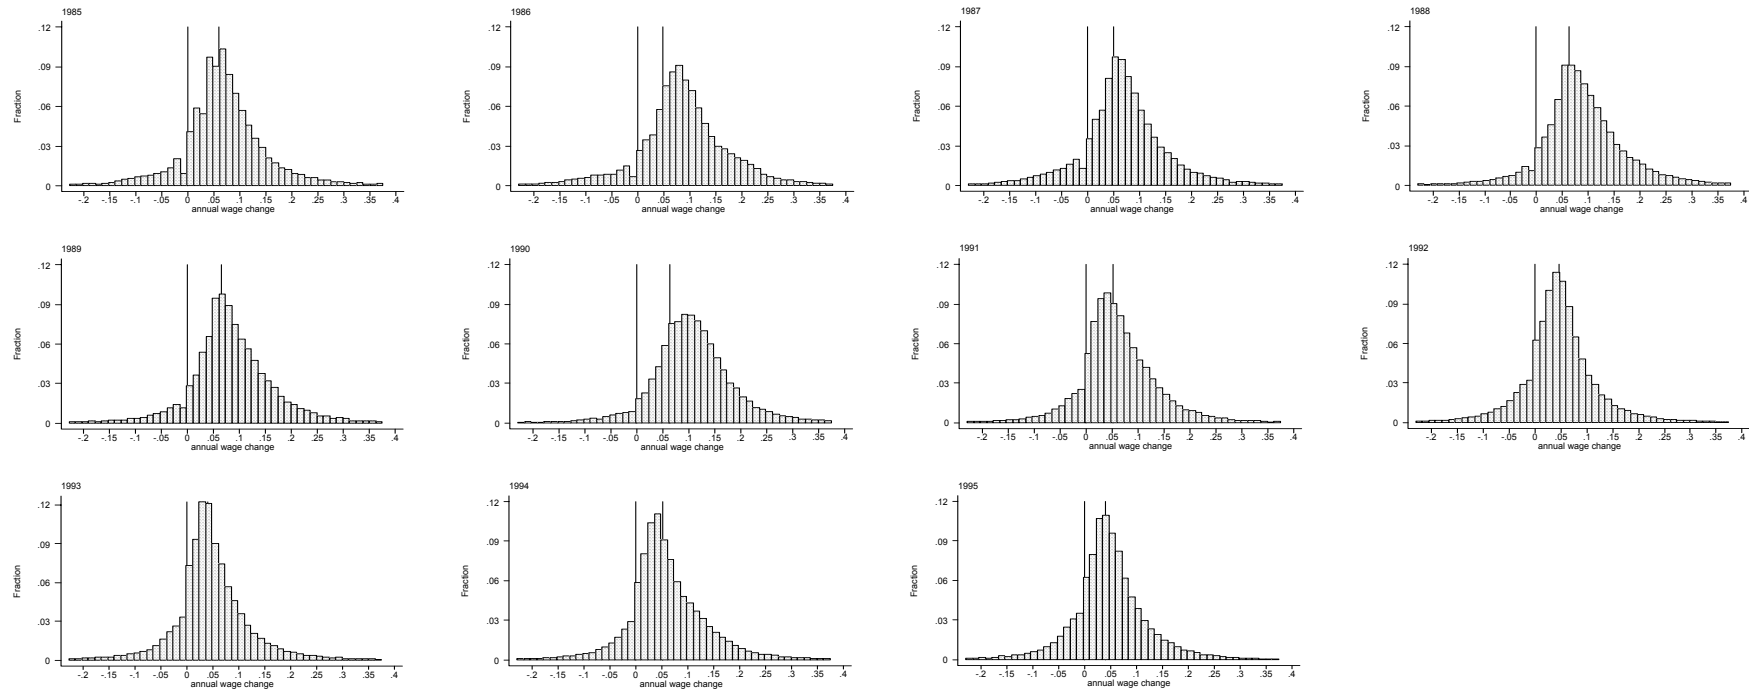 1985
.12
.09
.06
.03
0
Fraction
-.2 -.15 -.1 -.05 0 .05 .1 .15 .2 .25 .3 .35 .4
annual wage change
1986
.12
.09
.06
.03
0
Fraction
-.2 -.15 -.1 -.05 0 .05 .1 .15 .2 .25 .3 .35 .4
annual wage change
1987
.12
.09
.06
.03
0
Fraction
-.2 -.15 -.1 -.05 0 .05 .1 .15 .2 .25 .3 .35 .4
annual wage change
1988
.12
.09
.06
.03
0
Fraction
-.2 -.15 -.1 -.05 0 .05 .1 .15 .2 .25 .3 .35 .4
annual wage change
1989
.12
.09
.06
.03
0
Fraction
-.2 -.15 -.1 -.05 0 .05 .1 .15 .2 .25 .3 .35 .4
annual wage change
1990
.12
.09
.06
.03
0
Fraction
-.2 -.15 -.1 -.05 0 .05 .1 .15 .2 .25 .3 .35 .4
annual wage change
1991
.12
.09
.06
.03
0
Fraction
-.2 -.15 -.1 -.05 0 .05 .1 .15 .2 .25 .3 .35 .4
annual wage change
1992
.12
.09
.06
.03
0
Fraction
-.2 -.15 -.1 -.05 0 .05 .1 .15 .2 .25 .3 .35 .4
annual wage change
1993
.12
.09
.06
.03
0
Fraction
-.2 -.15 -.1 -.05 0 .05 .1 .15 .2 .25 .3 .35 .4
annual wage change
1994
.12
.09
.06
.03
0
Fraction
-.2 -.15 -.1 -.05 0 .05 .1 .15 .2 .25 .3 .35 .4
annual wage change
1995
.12
.09
.06
.03
0
Fraction
-.2 -.15 -.1 -.05 0 .05 .1 .15 .2 .25 .3 .35 .4
annual wage change